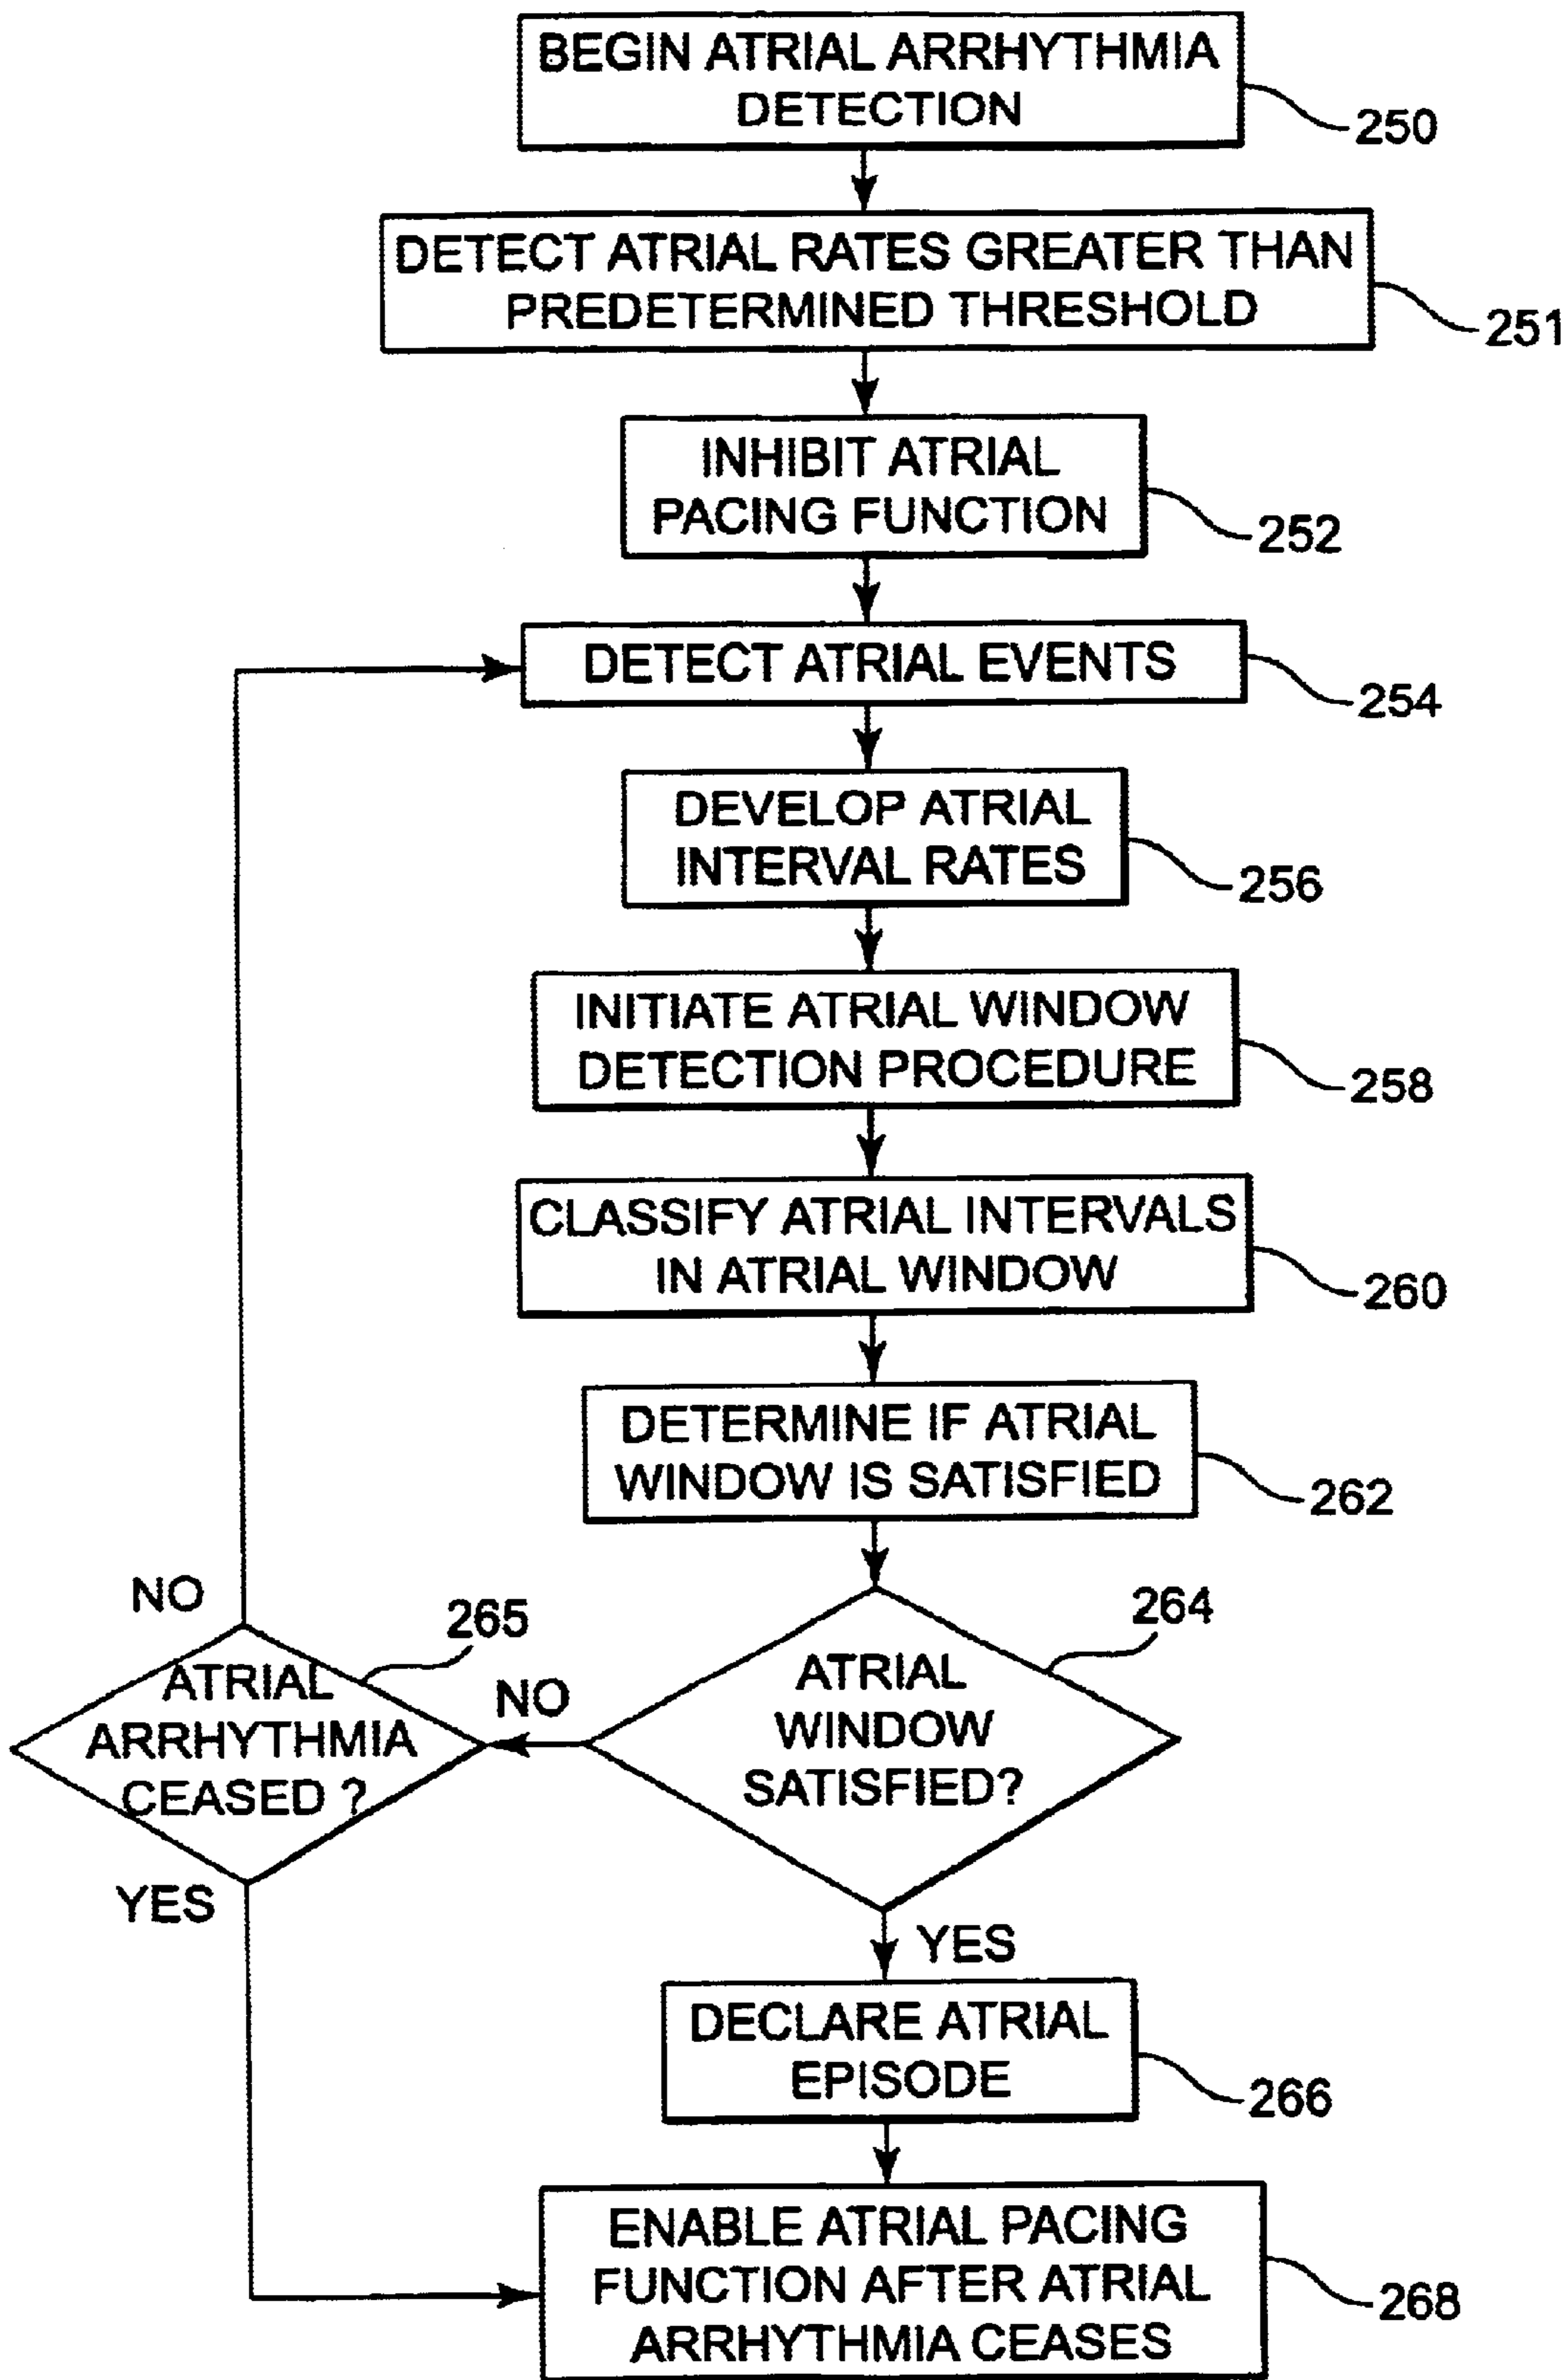 BEGIN ATRIAL ARRHYTHMIA
DETECTION
250
DETECT ATRIAL RATES GREATER THAN
PREDETERMINED THRESHOLD
251
INHIBIT ATRIAL
PACING FUNCTION
252
DETECT ATRIAL EVENTS
254
DEVELOP ATRIAL
INTERVAL RATES
256
INITIATE ATRIAL WINDOW
DETECTION PROCEDURE
258
CLASSIFY ATRIAL INTERVALS
IN ATRIAL WINDOW
260
DETERMINE IF ATRIAL
WINDOW IS SATISFIED
262
264
ATRIAL
WINDOW
SATISFIED?
NO
265
ATRIAL
ARRHYTHMIA
CEASED ?
NO
YES
YES
DECLARE ATRIAL
EPISODE
266
ENABLE ATRIAL PACING
FUNCTION AFTER ATRIAL
ARRHYTHMIA CEASES
268